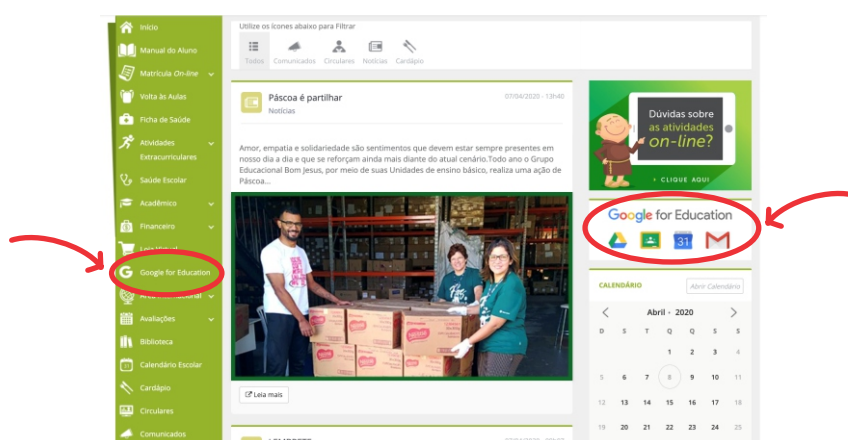 Início
Manual do Aluno
Matrícula On-line
Volta às Aulas
Ficha de Saúde
Atividades
Extracurriculares
Saúde Escolar
Acadêmico
Financeiro
G Google for Education
Avaliações
Biblioteca
Calendário Escolar
Cardápio
Circulares
Comunicados
Utilize os ícones abaixo para Filtrar
Todos Comunicados Circulares Notícias Cardápio
Páscoa é partilhar 07/04/2020 - 13h40
Notícias
Amor, empatia e solidariedade são sentimentos que devem estar sempre presentes em
nosso dia a dia e que se reforçam ainda mais diante do atual cenário.Todo ano o Grupo
Educacional Bom Jesus, por meio de suas Unidades de ensino básico, realiza uma ação de
Páscoa...
Leia mais
Dúvidas sobre
as atividades
on-line?
› CLIQUE AQUI
Google for Education
31
CALENDÁRIO Abrir Calendário
Abril - 2020
D S T Q Q S S
1 2 3 4
5 6 7 8 9 10 11
12 13 14 15 16 17 18
19 20 21 22 23 24 25